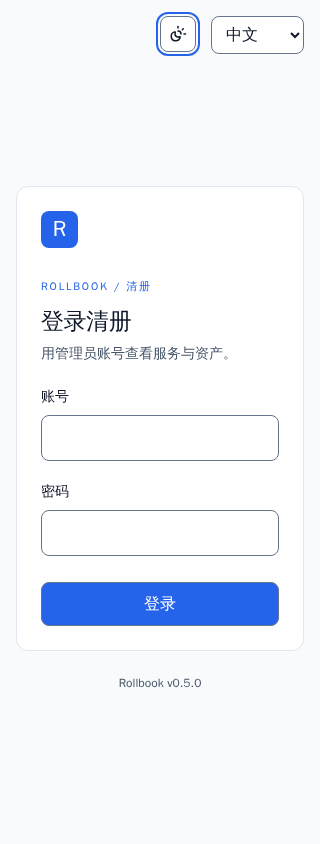 中文
R
ROLLBOOK / 清册
登录清册
用管理员账号查看服务与资产。
账号
密码
登录
Rollbook v0.5.0